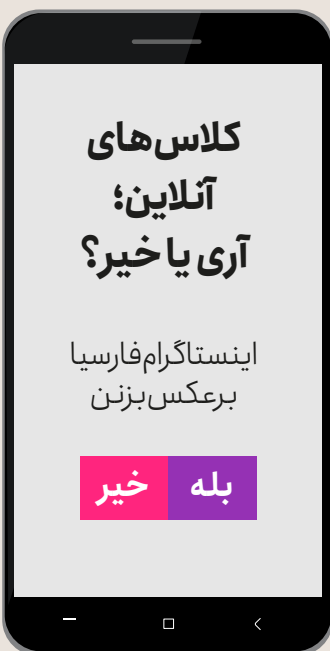 کلاس‌های
آنلاین؛
آری یا خیر؟
اینستاگرام‌فارسیا
برعکس‌بزنن
بله
خیر